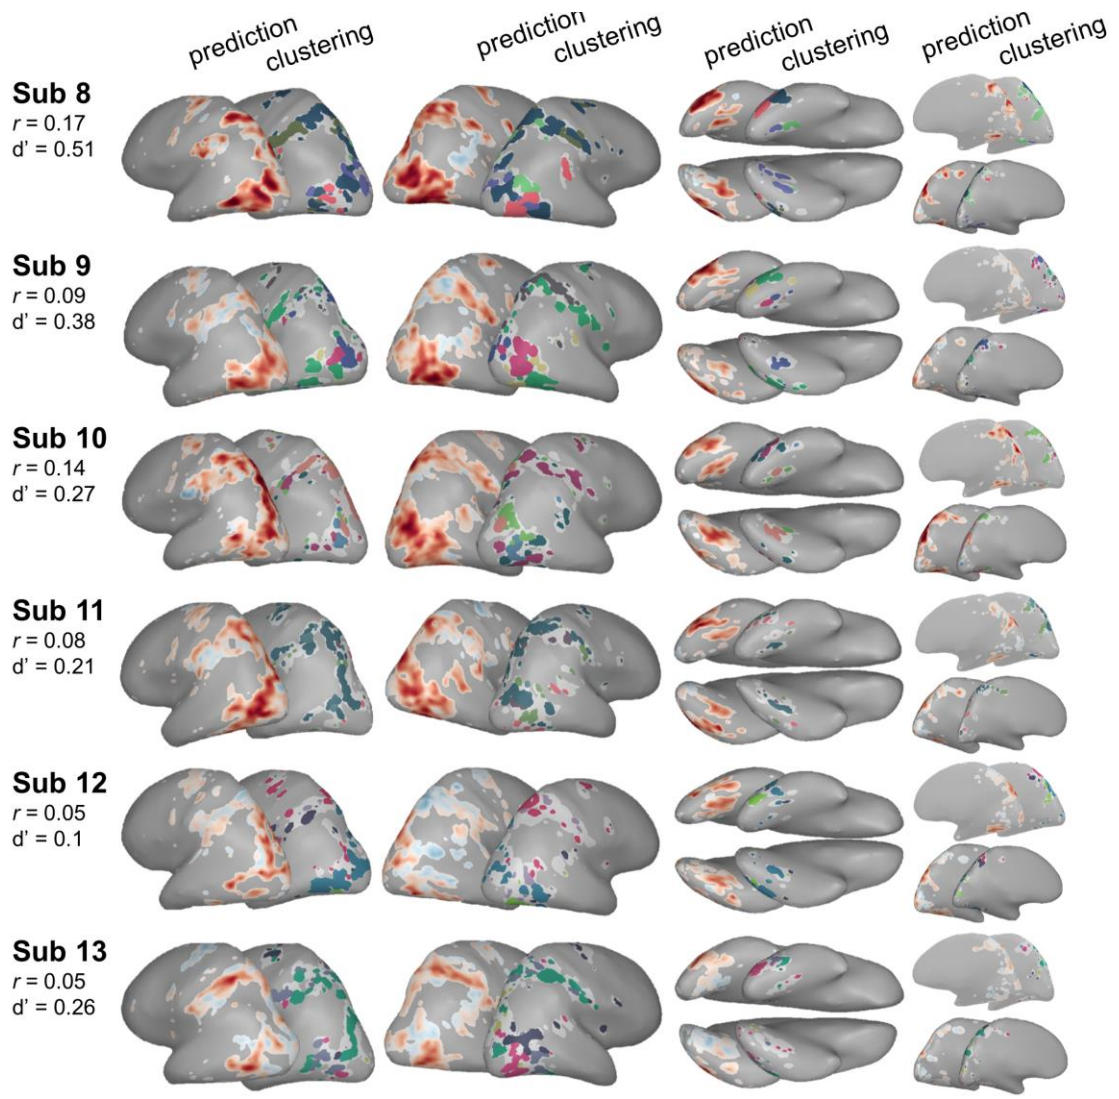 prediction clustering prediction clustering prediction clustering prediction clustering
Sub 8
r = 0.17
d' = 0.51
Sub 9
r = 0.09
d' = 0.38
Sub 10
r = 0.14
d' = 0.27
Sub 11
r = 0.08
d' = 0.21
Sub 12
r = 0.05
d' = 0.1
Sub 13
r = 0.05
d' = 0.26